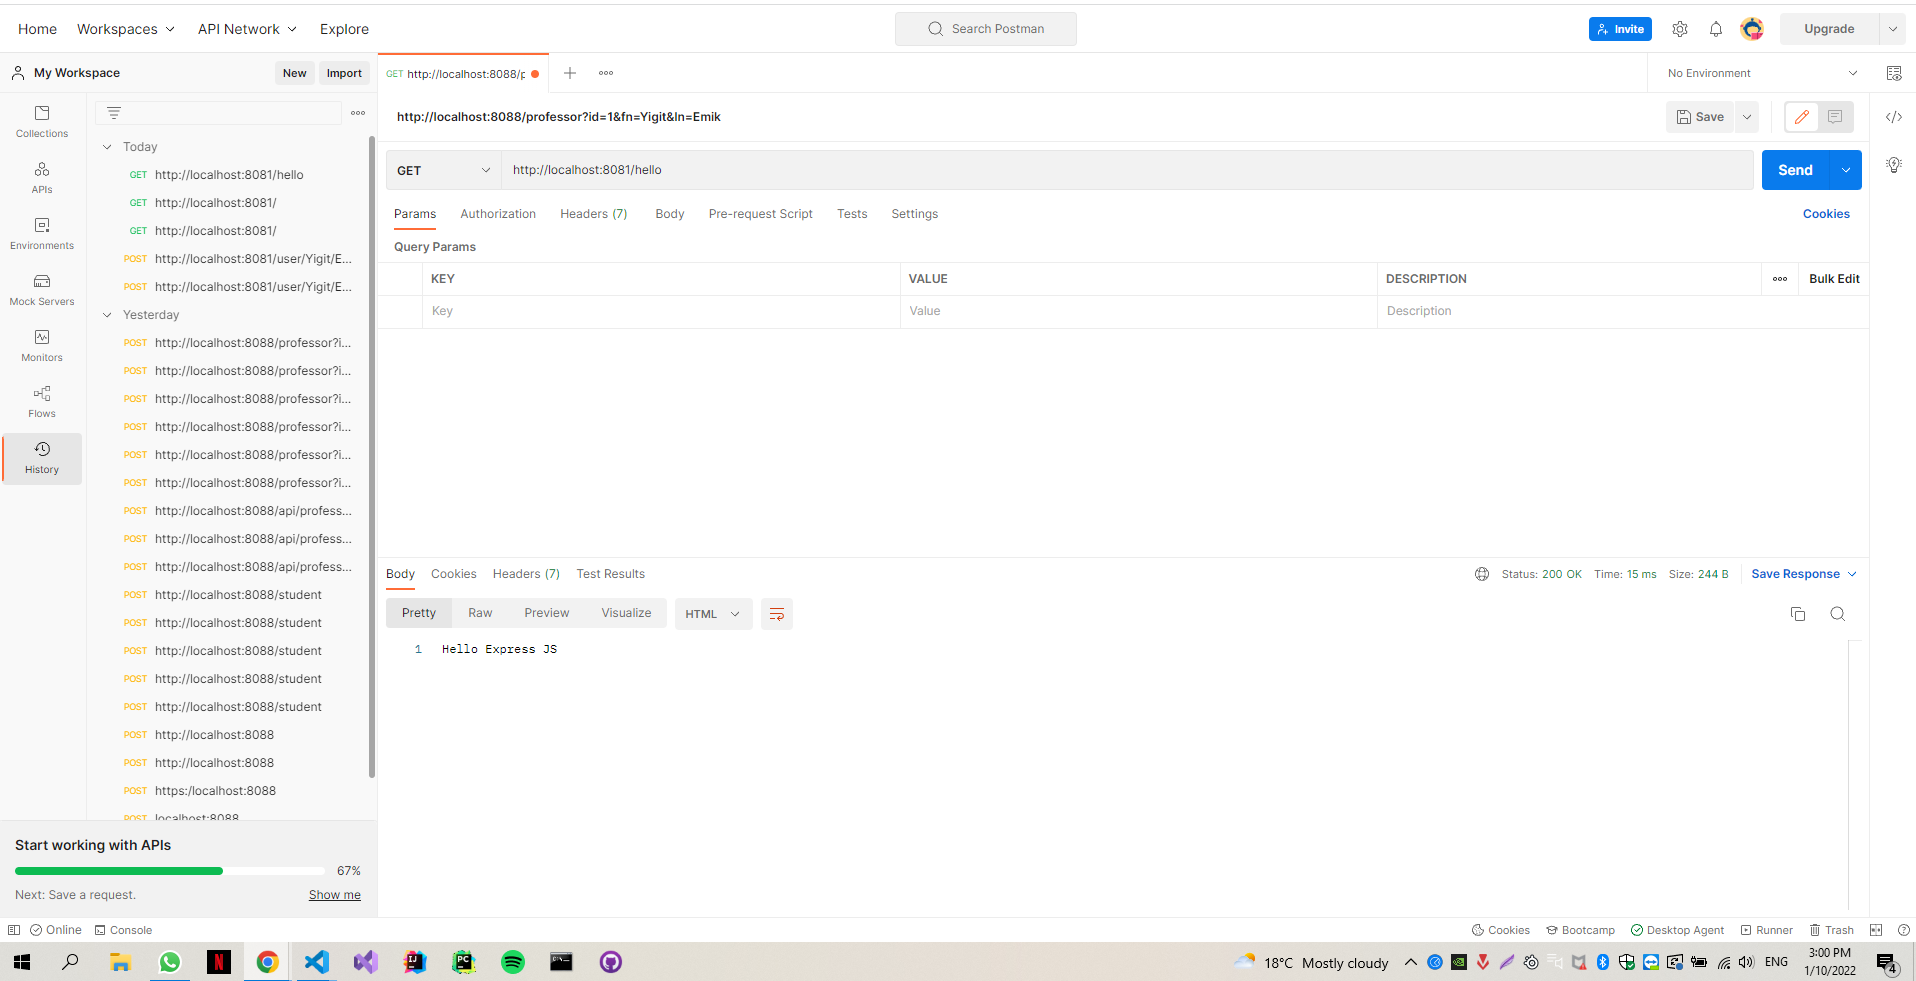 Home Workspaces API Network Explore Search Postman Invite Upgrade
My Workspace New Import GET http://localhost:8088/p No Environment
http://localhost:8088/professor?id=1&fn=Yigit&ln=Emik Save
Collections
APIs
Environments
Mock Servers
Monitors
Flows
History
Today
GET http://localhost:8081/hello
GET http://localhost:8081/
GET http://localhost:8081/
POST http://localhost:8081/user/Yigit/E...
POST http://localhost:8081/user/Yigit/E...
Yesterday
POST http://localhost:8088/professor?i...
POST http://localhost:8088/professor?i...
POST http://localhost:8088/professor?i...
POST http://localhost:8088/professor?i...
POST http://localhost:8088/professor?i...
POST http://localhost:8088/professor?i...
POST http://localhost:8088/api/profess...
POST http://localhost:8088/api/profess...
POST http://localhost:8088/api/profess...
POST http://localhost:8088/student
POST http://localhost:8088/student
POST http://localhost:8088/student
POST http://localhost:8088/student
POST http://localhost:8088/student
POST http://localhost:8088
POST http://localhost:8088
POST https:/localhost:8088
POST localhost:8088
Start working with APIs
67%
Next: Save a request. Show me
GET http://localhost:8081/hello Send
Params Authorization Headers (7) Body Pre-request Script Tests Settings Cookies
Query Params
KEY VALUE DESCRIPTION Bulk Edit
Key Value Description
Body Cookies Headers (7) Test Results Status: 200 OK Time: 15 ms Size: 244 B Save Response
Pretty Raw Preview Visualize HTML
1 Hello Express JS
Online Console Cookies Bootcamp Desktop Agent Runner Trash
18°C Mostly cloudy ENG 3:00 PM
1/10/2022
4